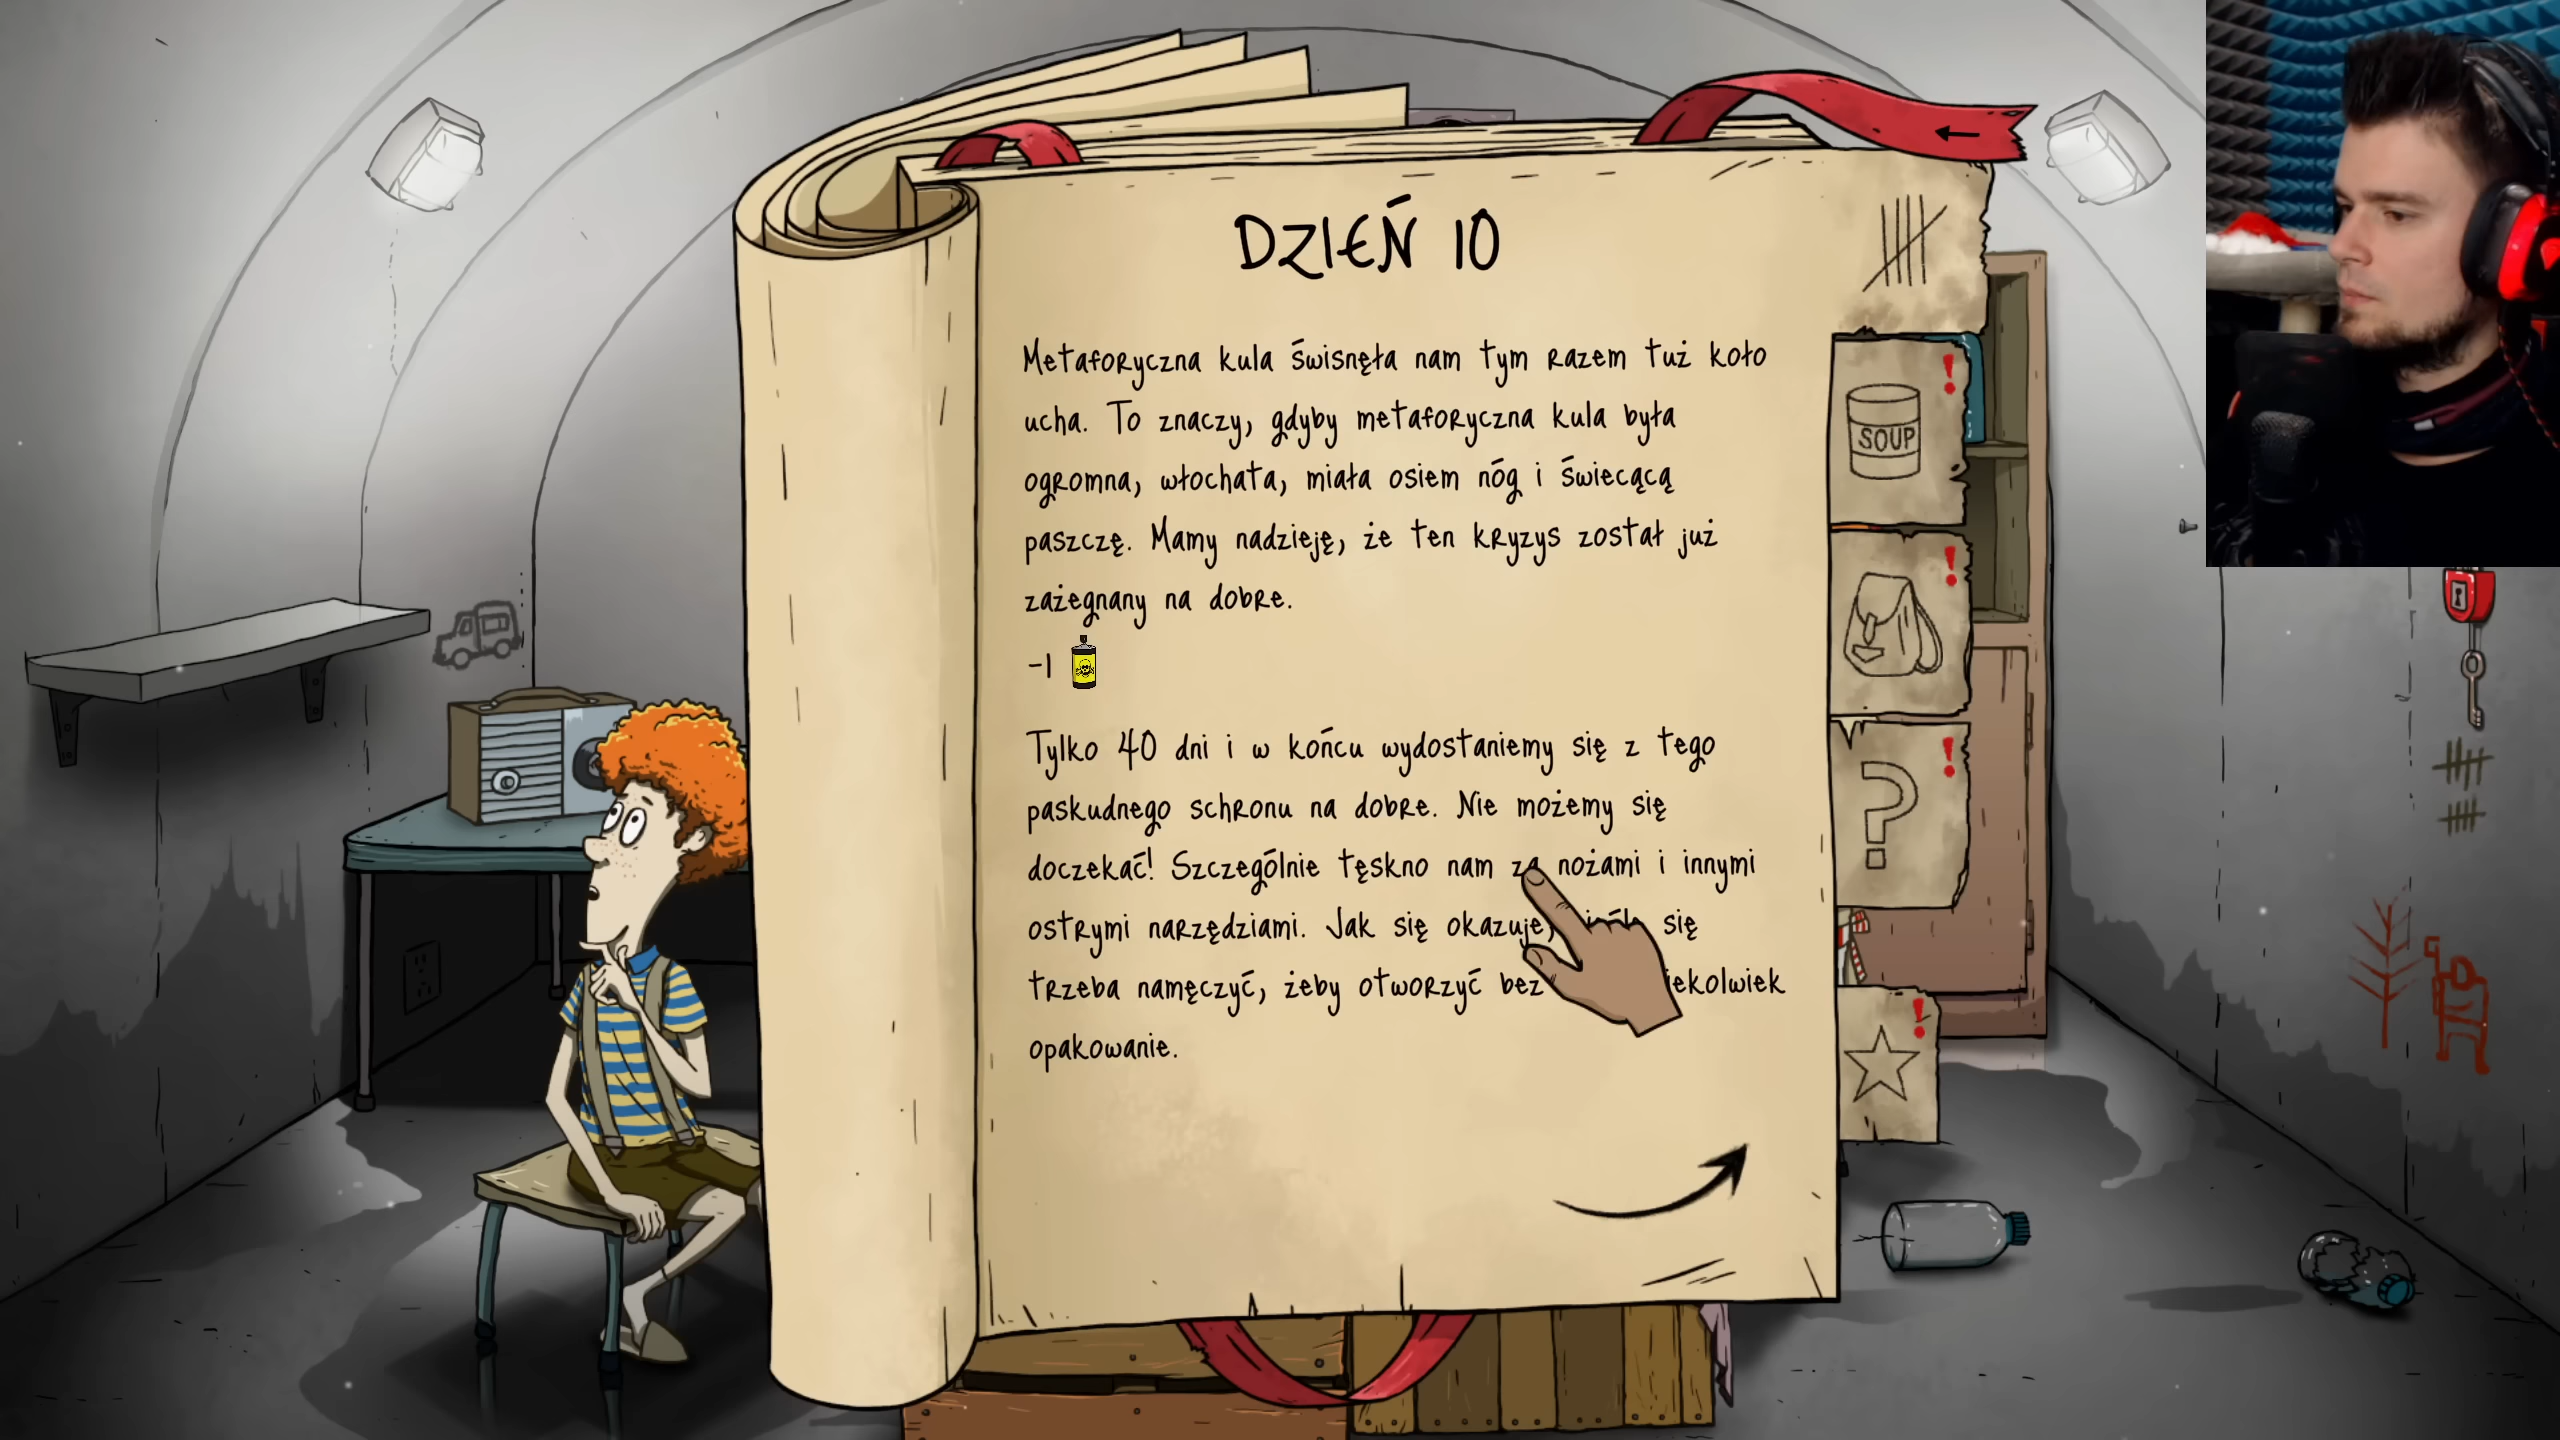 DZIEŃ 10
Metaforyczna kula świsnęła nam tym razem tuż koło
ucha. To znaczy, gdyby metaforyczna kula była
ogromna, włochata, miała osiem nóg i świecącą
paszczę. Mamy nadzieję, że ten kryzys został już
zażegnany na dobre.
-1
Tylko 40 dni i w końcu wydostaniemy się z tego
paskudnego schronu na dobre. Nie możemy się
doczekać! Szczególnie tęskno nam za nożami i innymi
ostrymi narzędziami. Jak się okazuje, się
trzeba namęczyć, żeby otworzyć bez
opakowanie.
SOUP